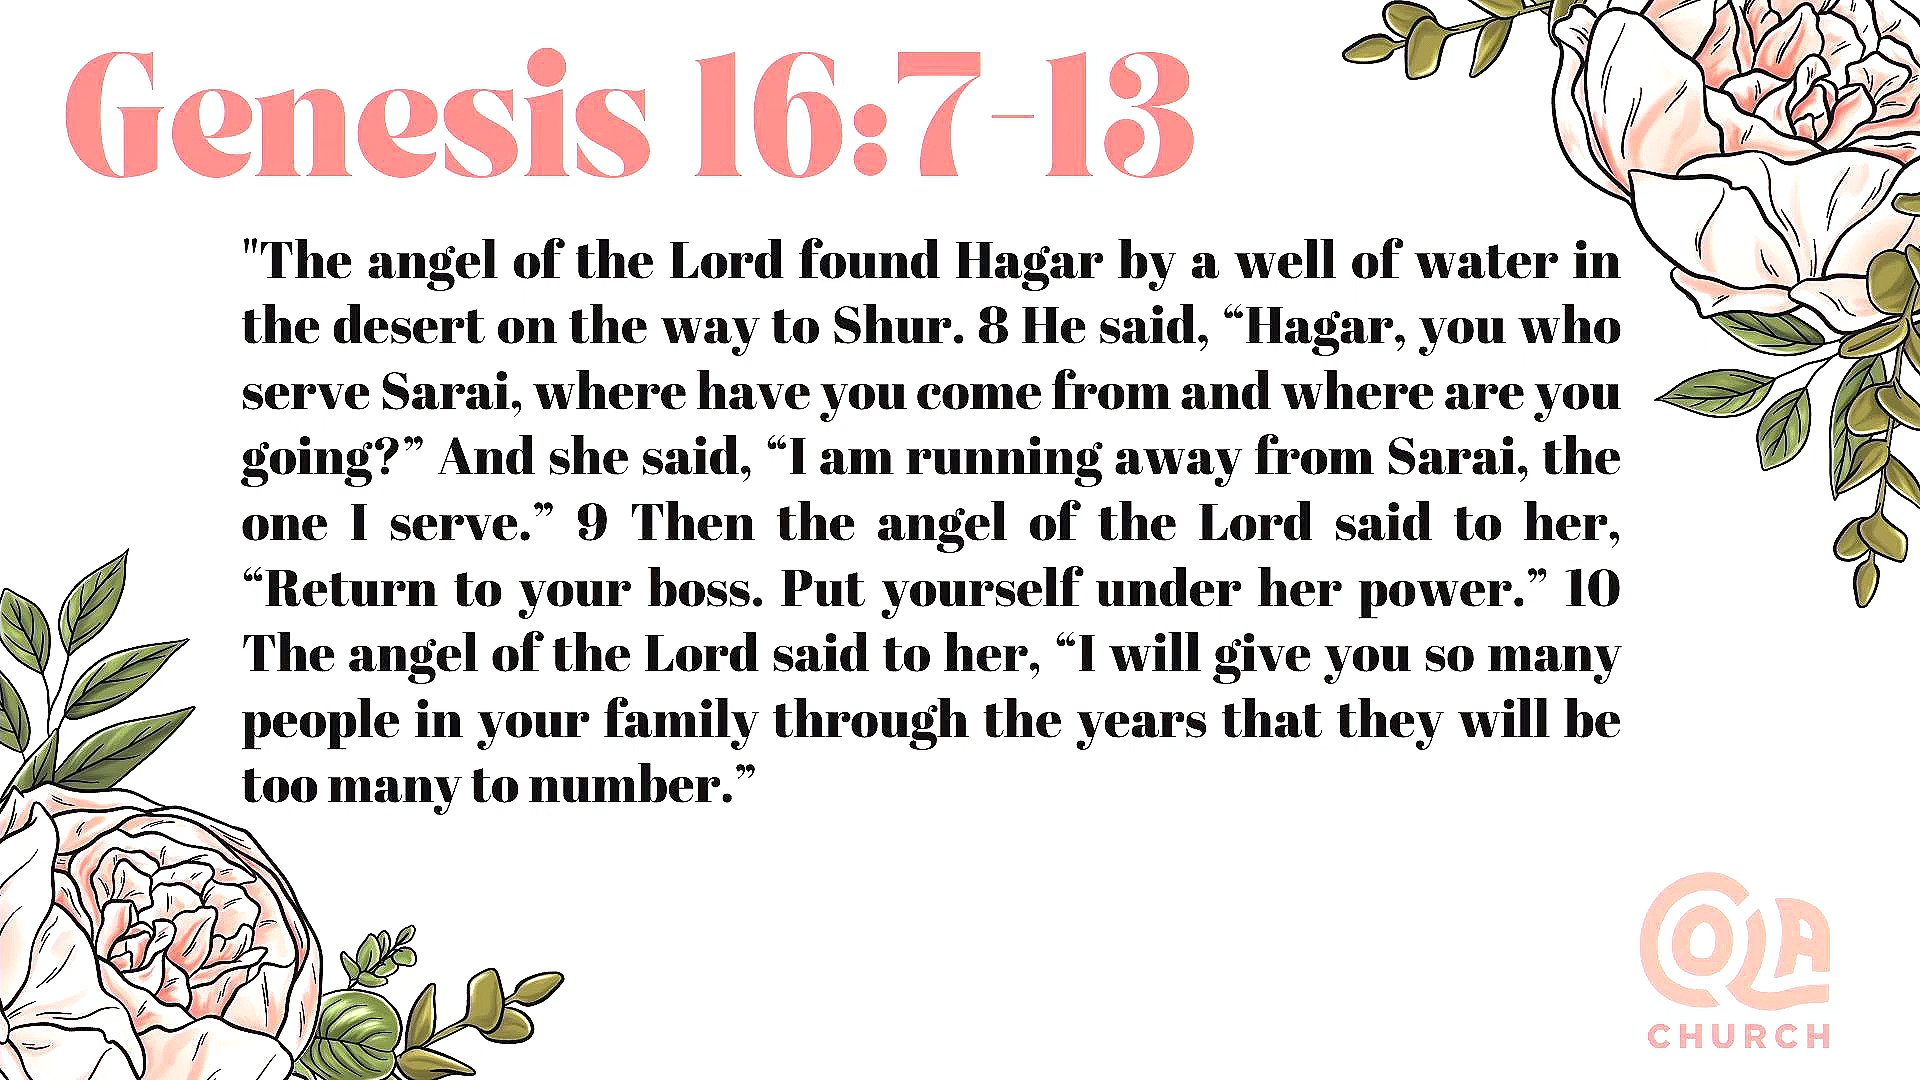 Genesis 16:7-13
"The angel of the Lord found Hagar by a well of water in
the desert on the way to Shur. 8 He said, “Hagar, you who
serve Sarai, where have you come from and where are you
going?” And she said, “I am running away from Sarai, the
one I serve.” 9 Then the angel of the Lord said to her,
“Return to your boss. Put yourself under her power.” 10
The angel of the Lord said to her, “I will give you so many
people in your family through the years that they will be
too many to number.”
COLA
CHURCH